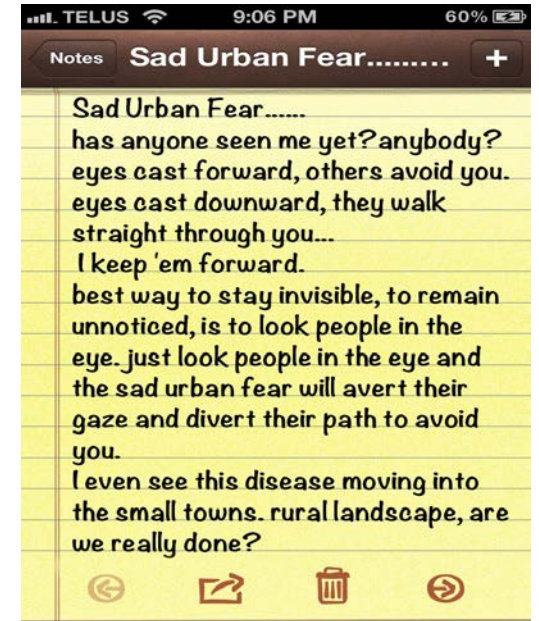 TELUS 9:06 PM 60%
Notes Sad Urban Fear......... +
Sad Urban Fear......
has anyone seen me yet?anybody?
eyes cast forward, others avoid you.
eyes cast downward, they walk
straight through you...
I keep 'em forward.
best way to stay invisible, to remain
unnoticed, is to look people in the
eye. just look people in the eye and
the sad urban fear will avert their
gaze and divert their path to avoid
you.
I even see this disease moving into
the small towns. rural landscape, are
we really done?